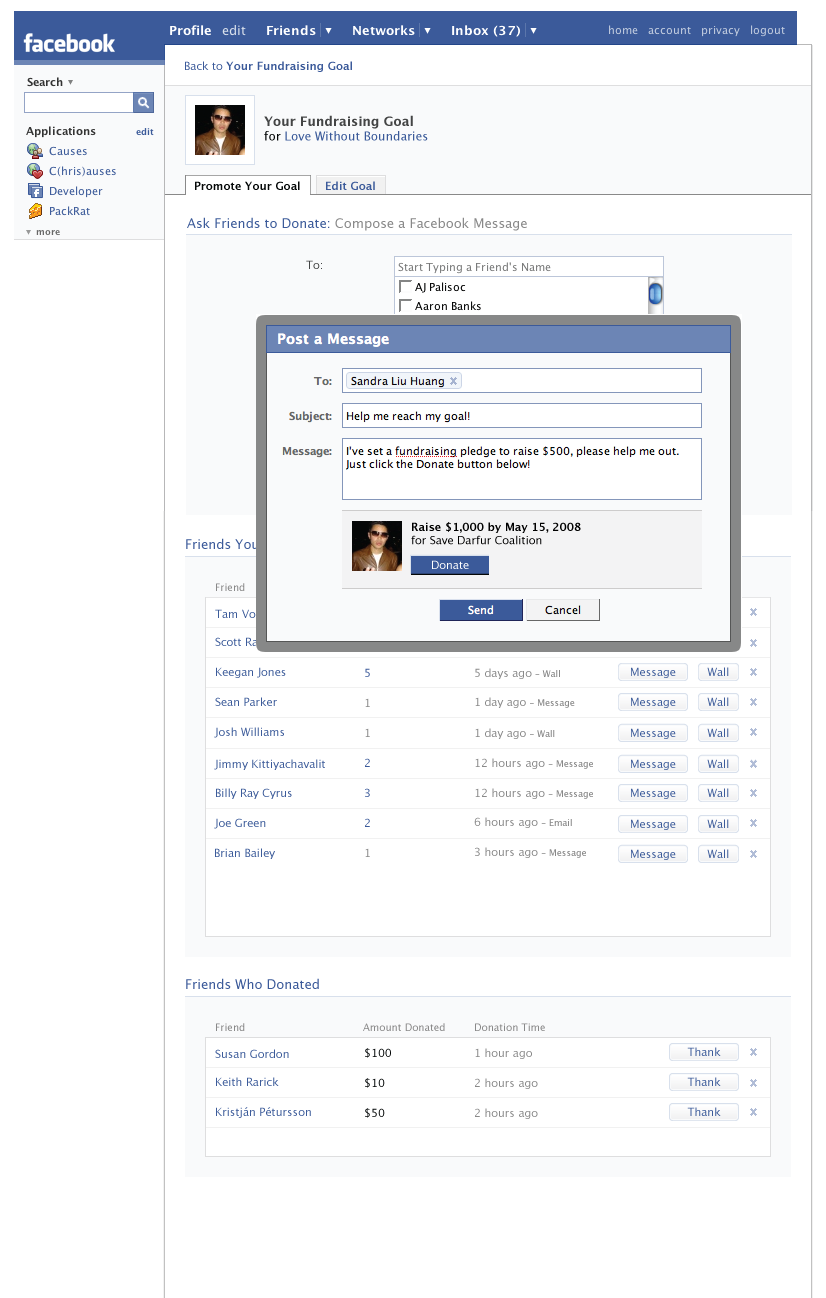 Profile edit Friends ▼ Networks ▼ Inbox (37) ▼ home account privacy logout
facebook
Search ▼
Applications edit
Causes
C(hris)auses
Developer
PackRat
▼ more
Back to Your Fundraising Goal
Your Fundraising Goal
for Love Without Boundaries
Promote Your Goal Edit Goal
Ask Friends to Donate: Compose a Facebook Message
To: Start Typing a Friend's Name
AJ Palisoc
Aaron Banks
Post a Message
To: Sandra Liu Huang x
Subject: Help me reach my goal!
Message: I've set a fundraising pledge to raise $500, please help me out.
Just click the Donate button below!
Raise $1,000 by May 15, 2008
for Save Darfur Coalition
Donate
Send Cancel
Friends You
Friend
Tam Vo x
Scott Ra x
Keegan Jones 5 5 days ago – Wall Message Wall x
Sean Parker 1 1 day ago – Message Message Wall x
Josh Williams 1 1 day ago – Wall Message Wall x
Jimmy Kittiyachavalit 2 12 hours ago – Message Message Wall x
Billy Ray Cyrus 3 12 hours ago – Message Message Wall x
Joe Green 2 6 hours ago – Email Message Wall x
Brian Bailey 1 3 hours ago – Message Message Wall x
Friends Who Donated
Friend Amount Donated Donation Time
Susan Gordon $100 1 hour ago Thank x
Keith Rarick $10 2 hours ago Thank x
Kristján Pétursson $50 2 hours ago Thank x